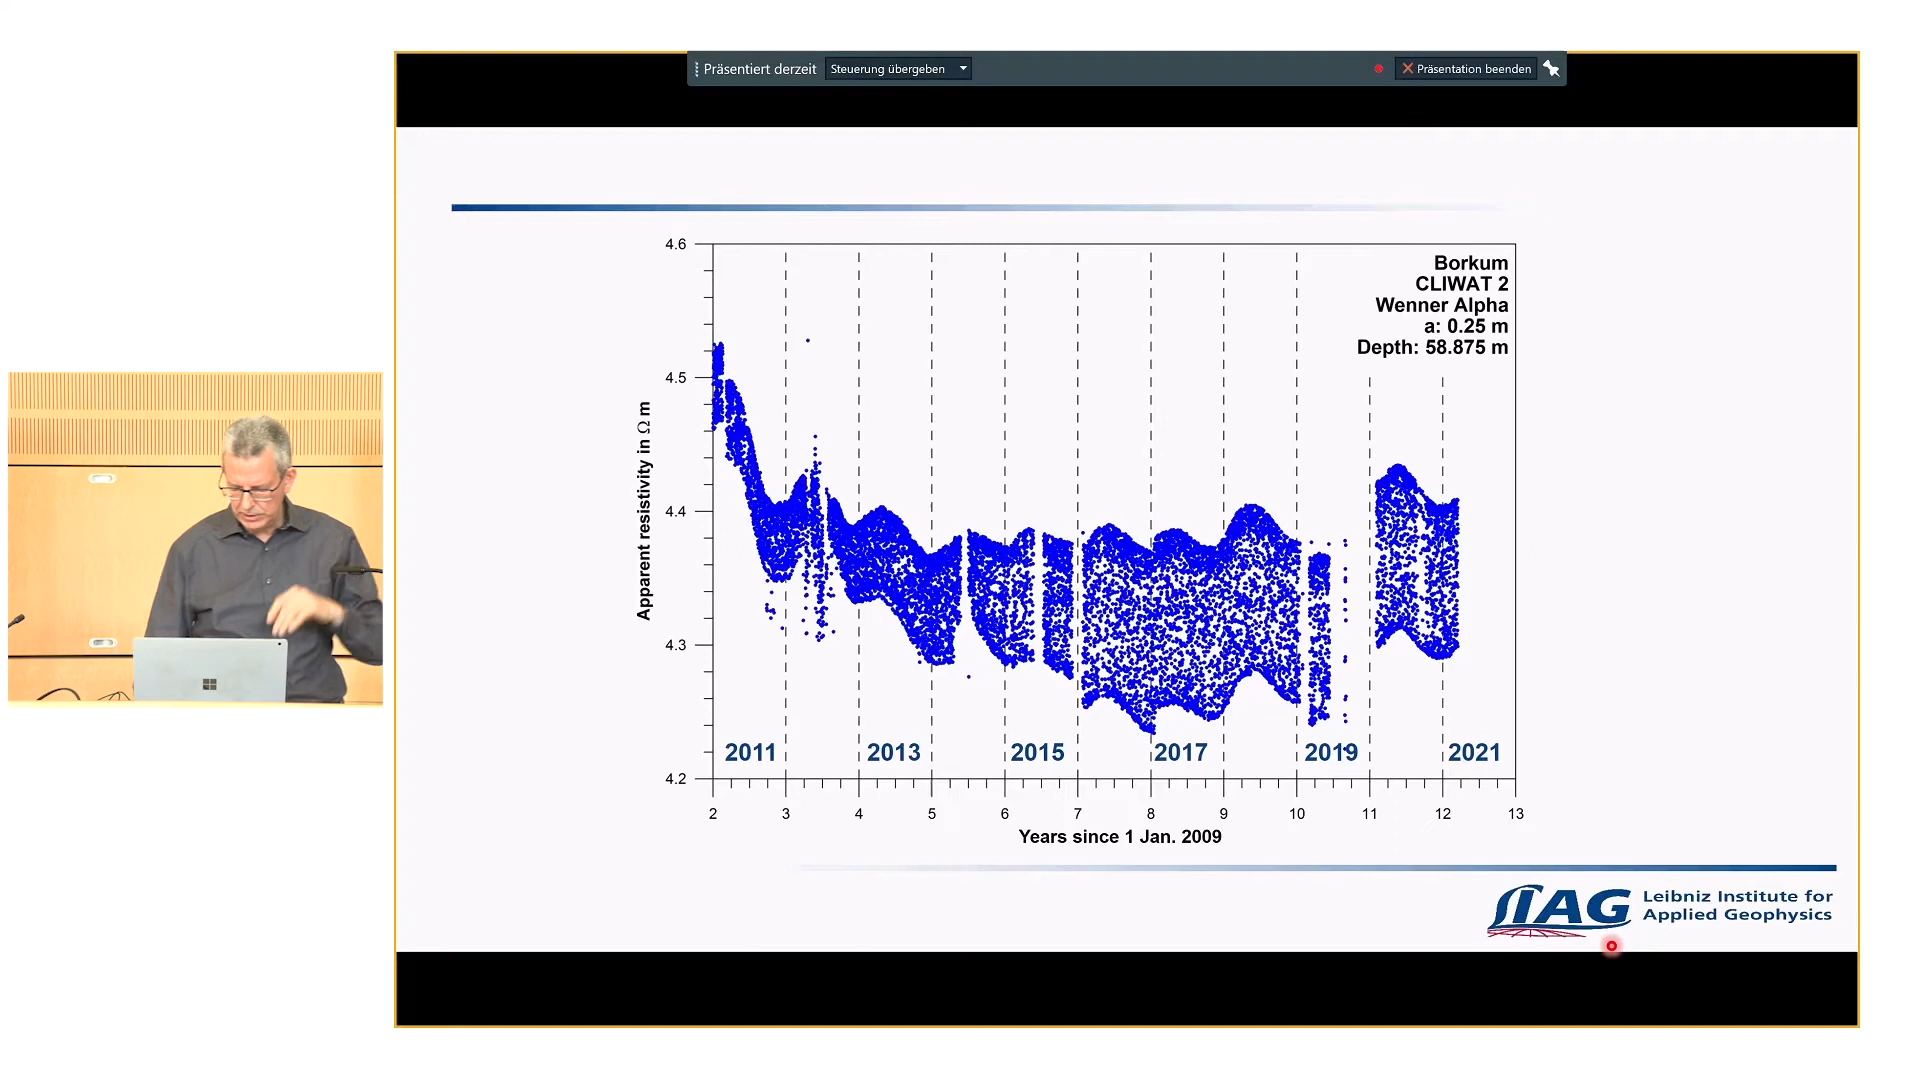 Präsentiert derzeit
Steuerung übergeben
Präsentation beenden
4.6
4.5
4.4
4.3
4.2
Apparent resistivity in Ω m
Borkum
CLIWAT 2
Wenner Alpha
a: 0.25 m
Depth: 58.875 m
2011
2013
2015
2017
2019
2021
2
3
4
5
6
7
8
9
10
11
12
13
Years since 1 Jan. 2009
LIAG
Leibniz Institute for
Applied Geophysics